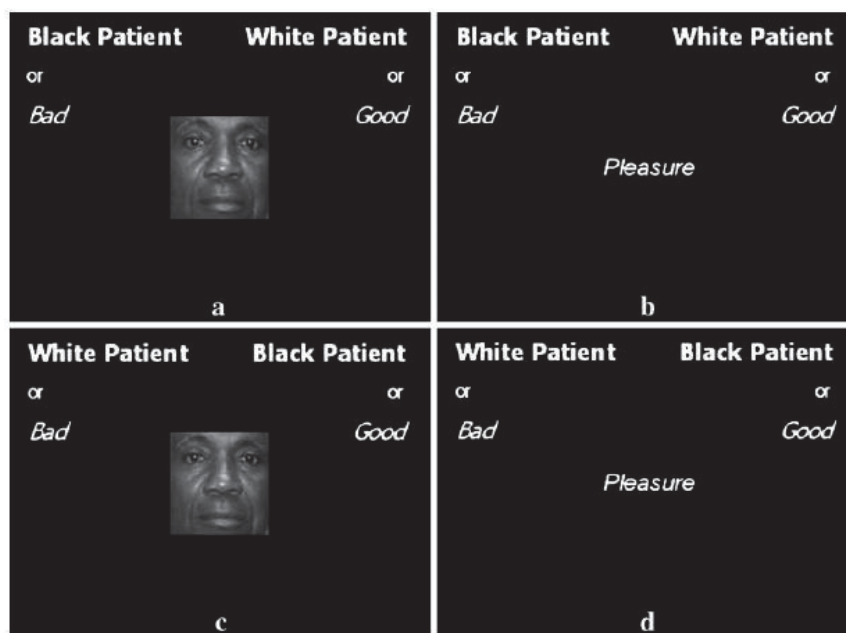 Black Patient White Patient
or or
Bad Good
a
Black Patient White Patient
or or
Bad Good
Pleasure
b
White Patient Black Patient
or or
Bad Good
c
White Patient Black Patient
or or
Bad Good
Pleasure
d